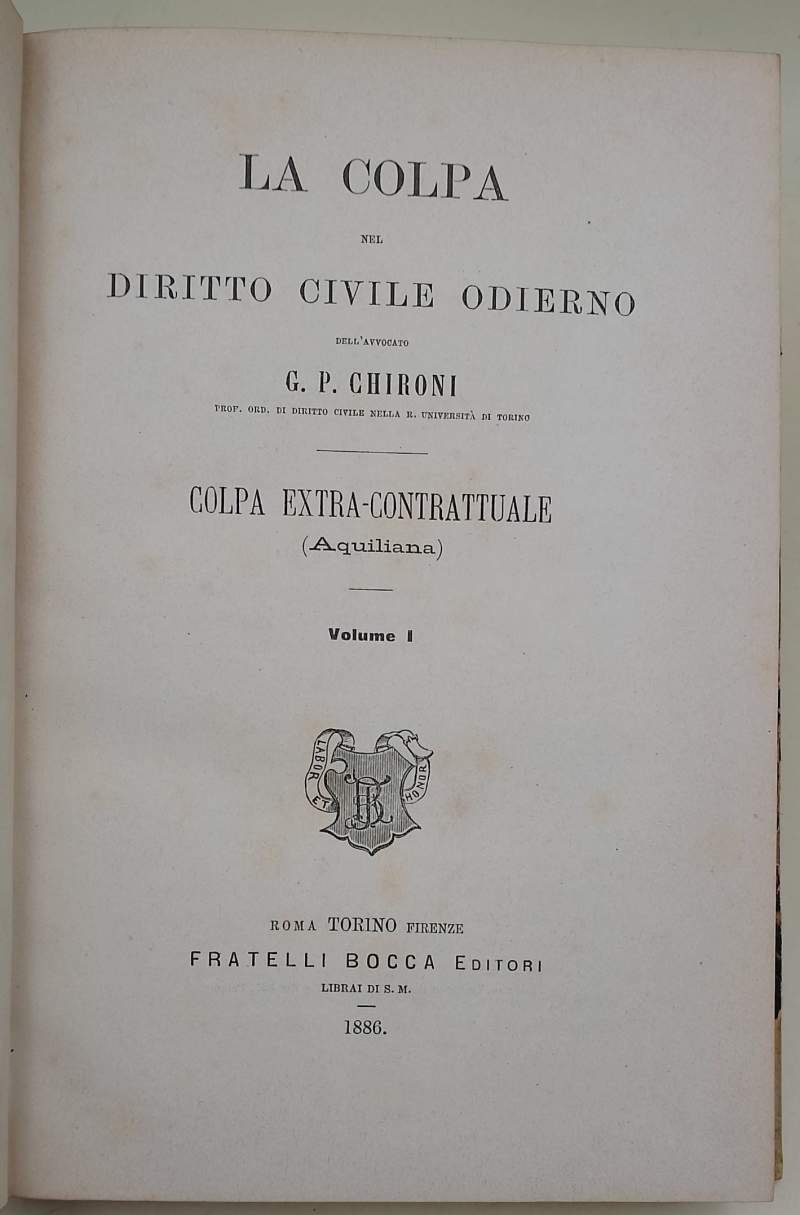 LA COLPA
NEL
DIRITTO CIVILE ODIERNO
DELL'AVVOCATO
G. P. CHIRONI
PROF. ORD. DI DIRITTO CIVILE NELLA R. UNIVERSITÀ DI TORINO
COLPA EXTRA-CONTRATTUALE
(Aquiliana)
Volume I
LABOR ET HONOR
ROMA TORINO FIRENZE
FRATELLI BOCCA EDITORI
LIBRAI DI S. M.
1886.